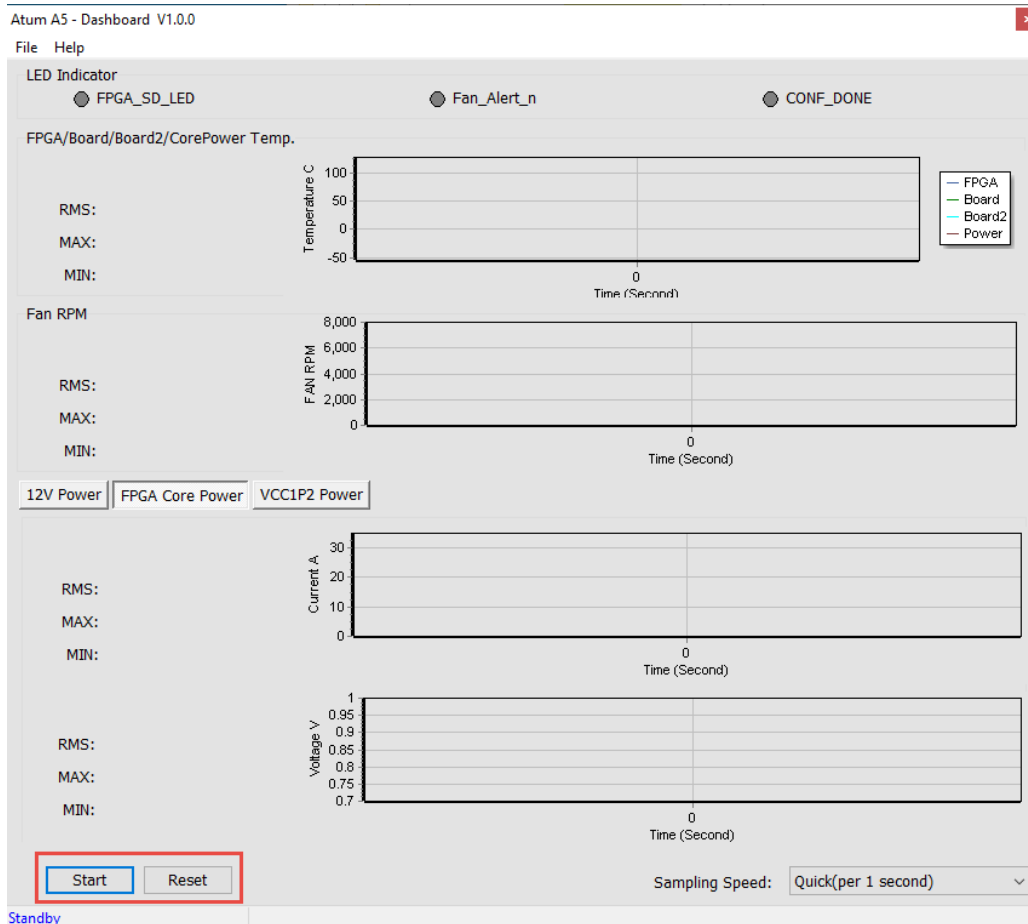 Atum A5 - Dashboard V1.0.0
File Help
LED Indicator
FPGA_SD_LED Fan_Alert_n CONF_DONE
FPGA/Board/Board2/CorePower Temp.
RMS:
MAX:
MIN:
Temperature C
100
50
0
-50
0
Time (Second)
FPGA
Board
Board2
Power
Fan RPM
RMS:
MAX:
MIN:
FAN RPM
8,000
6,000
4,000
2,000
0
0
Time (Second)
12V Power FPGA Core Power VCC1P2 Power
RMS:
MAX:
MIN:
Current A
30
20
10
0
0
Time (Second)
RMS:
MAX:
MIN:
Voltage V
1
0.95
0.9
0.85
0.8
0.75
0.7
0
Time (Second)
Start Reset
Sampling Speed: Quick(per 1 second)
Standby